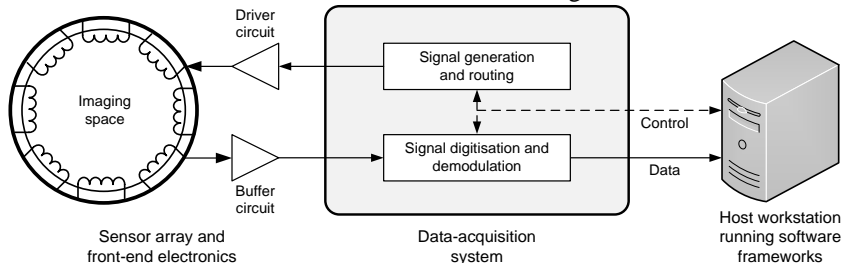 Driver
circuit
Signal generation
and routing
Imaging
space
Control
Signal digitisation and
demodulation
Data
Buffer
circuit
Sensor array and
front-end electronics
Data-acquisition
system
Host workstation
running software
frameworks